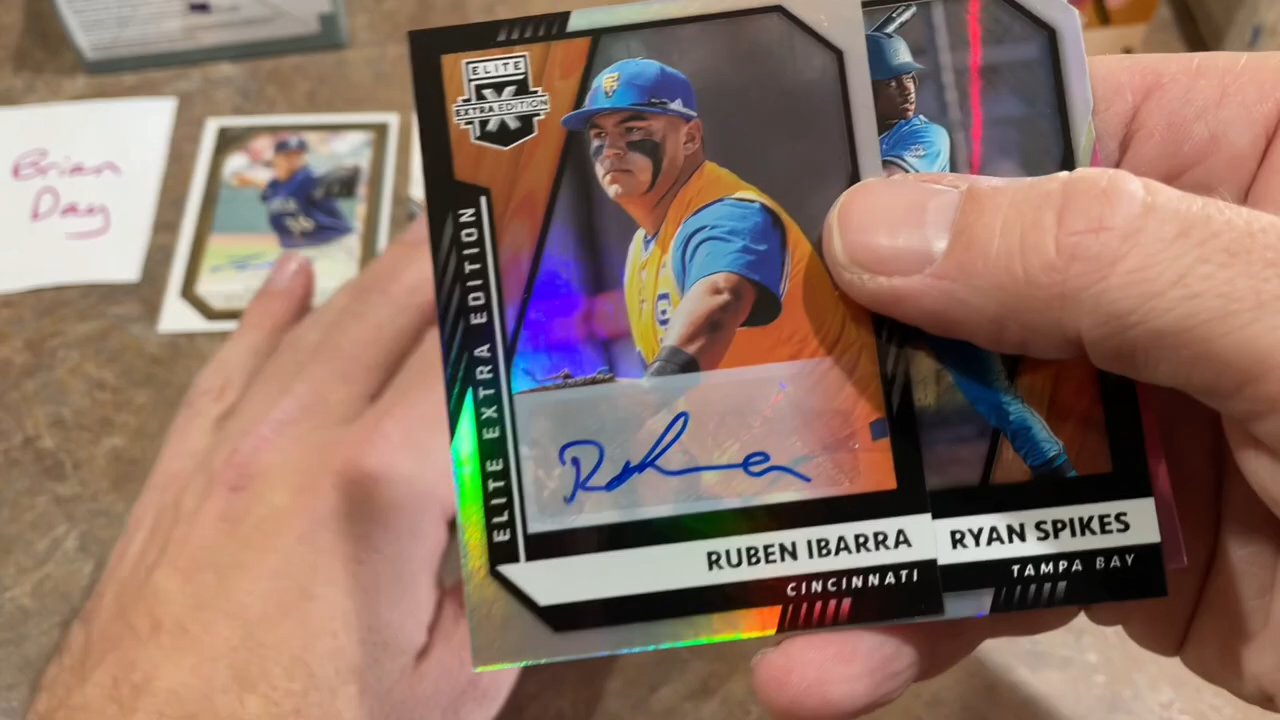 Brian
Day
ELITE
X
EXTRA EDITION
ELITE EXTRA EDITION
RUBEN IBARRA
CINCINNATI
RYAN SPIKES
TAMPA BAY